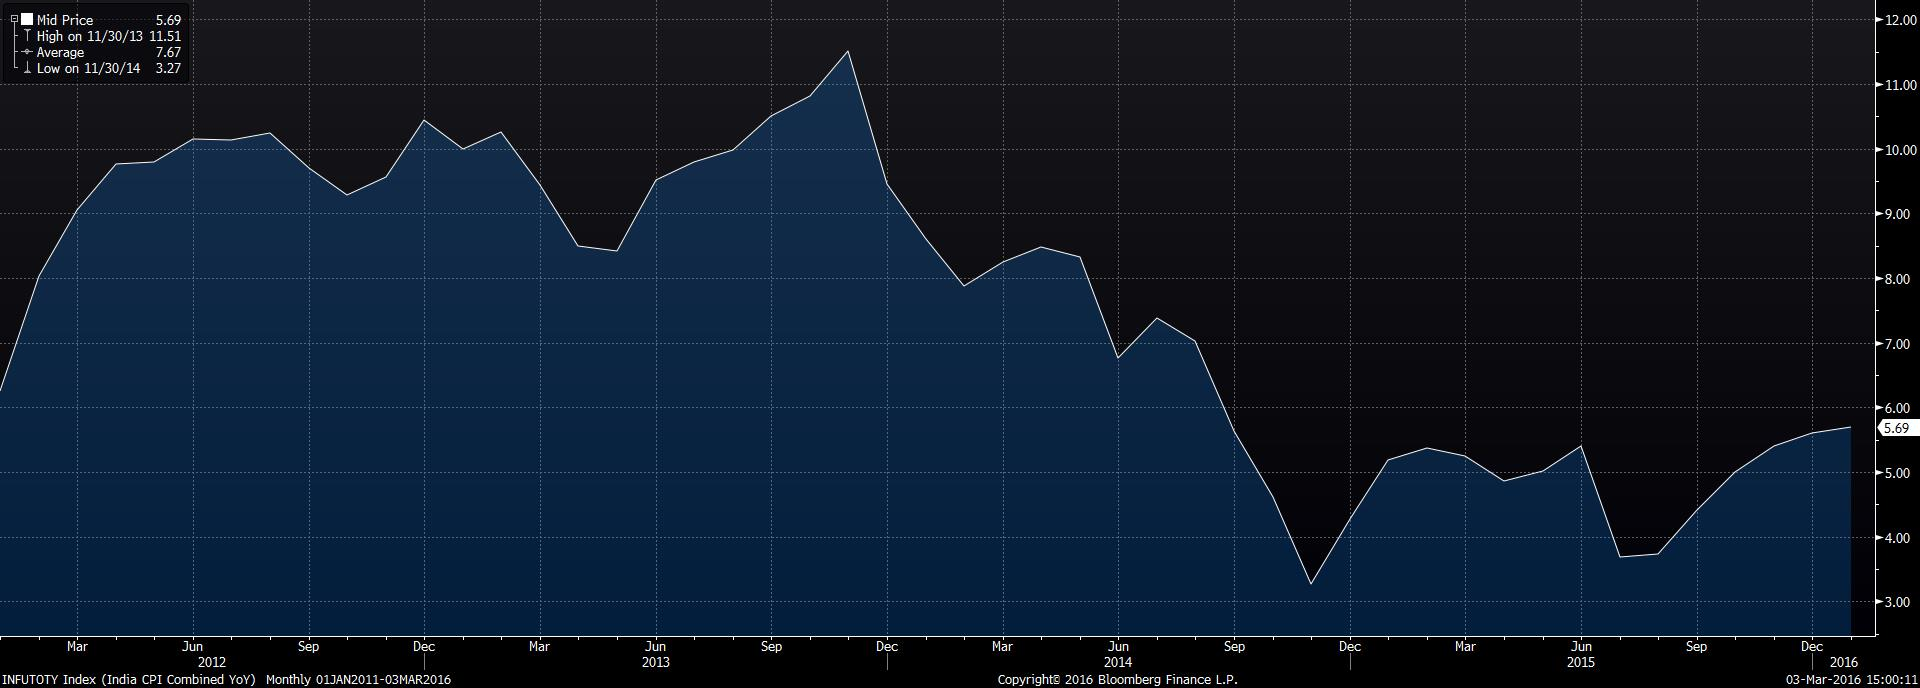 Mid Price 5.69
High on 11/30/13 11.51
Average 7.67
Low on 11/30/14 3.27
12.00
11.00
10.00
9.00
8.00
7.00
6.00
5.69
5.00
4.00
3.00
Mar Jun Sep Dec Mar Jun Sep Dec Mar Jun Sep Dec Mar Jun Sep Dec
2012 2013 2014 2015 2016
INFUTOTY Index (India CPI Combined YoY) Monthly 01JAN2011-03MAR2016 Copyright© 2016 Bloomberg Finance L.P. 03-Mar-2016 15:00:11